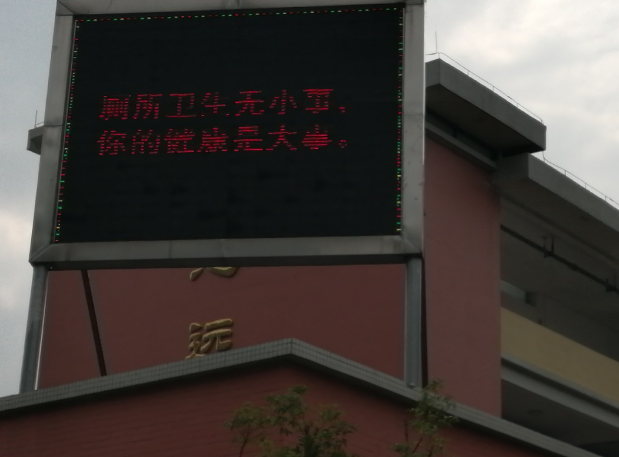 厕所卫生无小事,
你的健康是大事。
远